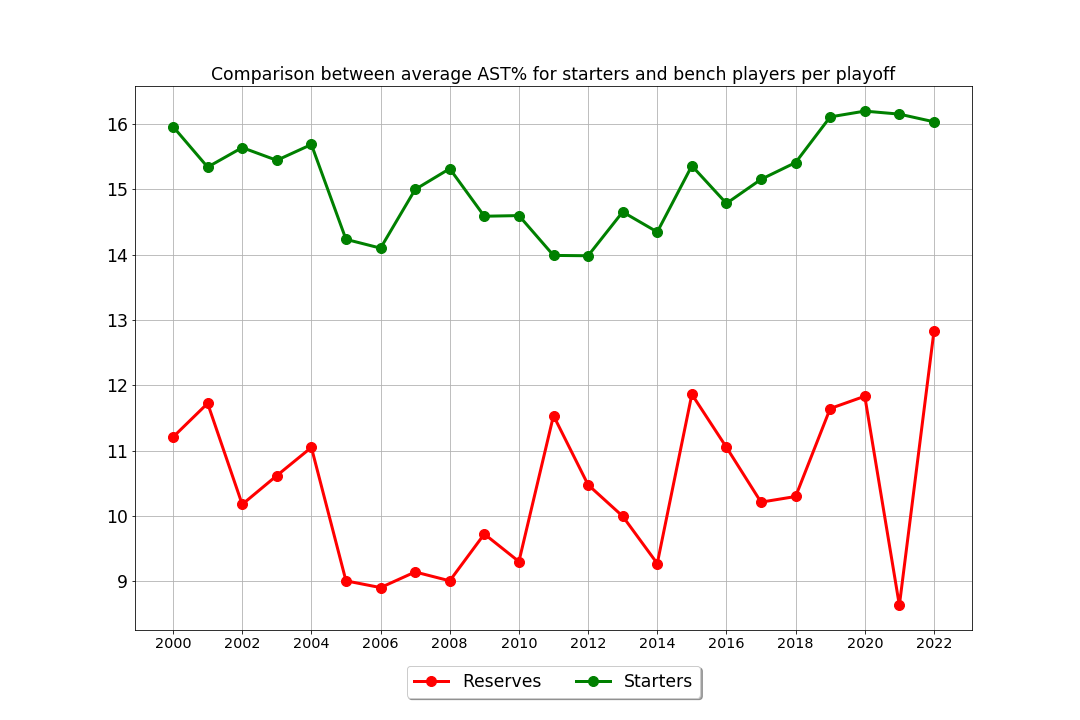 Comparison between average AST% for starters and bench players per playoff
16
15
14
13
12
11
10
9
2000 2002 2004 2006 2008 2010 2012 2014 2016 2018 2020 2022
Reserves Starters